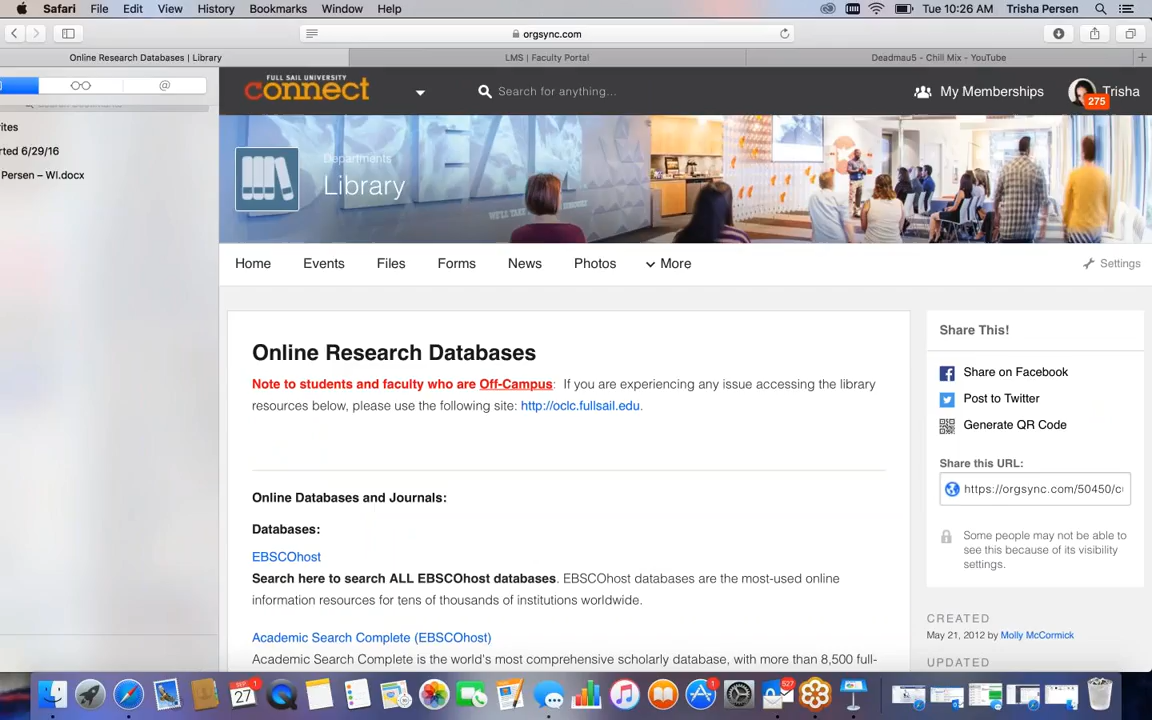 Safari File Edit View History Bookmarks Window Help Tue 10:26 AM Trisha Persen
orgsync.com
Online Research Databases | Library LMS | Faculty Portal Deadmau5 - Chill Mix - YouTube
FULL SAIL UNIVERSITY
connect
Search for anything...
My Memberships
Trisha
275
@
rites
rted 6/29/16
Persen – WI.docx
Departments
Library
Home Events Files Forms News Photos More Settings
Online Research Databases
Note to students and faculty who are Off-Campus: If you are experiencing any issue accessing the library
resources below, please use the following site: http://oclc.fullsail.edu.
Online Databases and Journals:
Databases:
EBSCOhost
Search here to search ALL EBSCOhost databases. EBSCOhost databases are the most-used online
information resources for tens of thousands of institutions worldwide.
Academic Search Complete (EBSCOhost)
Academic Search Complete is the world's most comprehensive scholarly database, with more than 8,500 full-
Share This!
Share on Facebook
Post to Twitter
Generate QR Code
Share this URL:
https://orgsync.com/50450/c
Some people may not be able to
see this because of its visibility
settings.
CREATED
May 21, 2012 by Molly McCormick
UPDATED
SEP
27
1
1
527